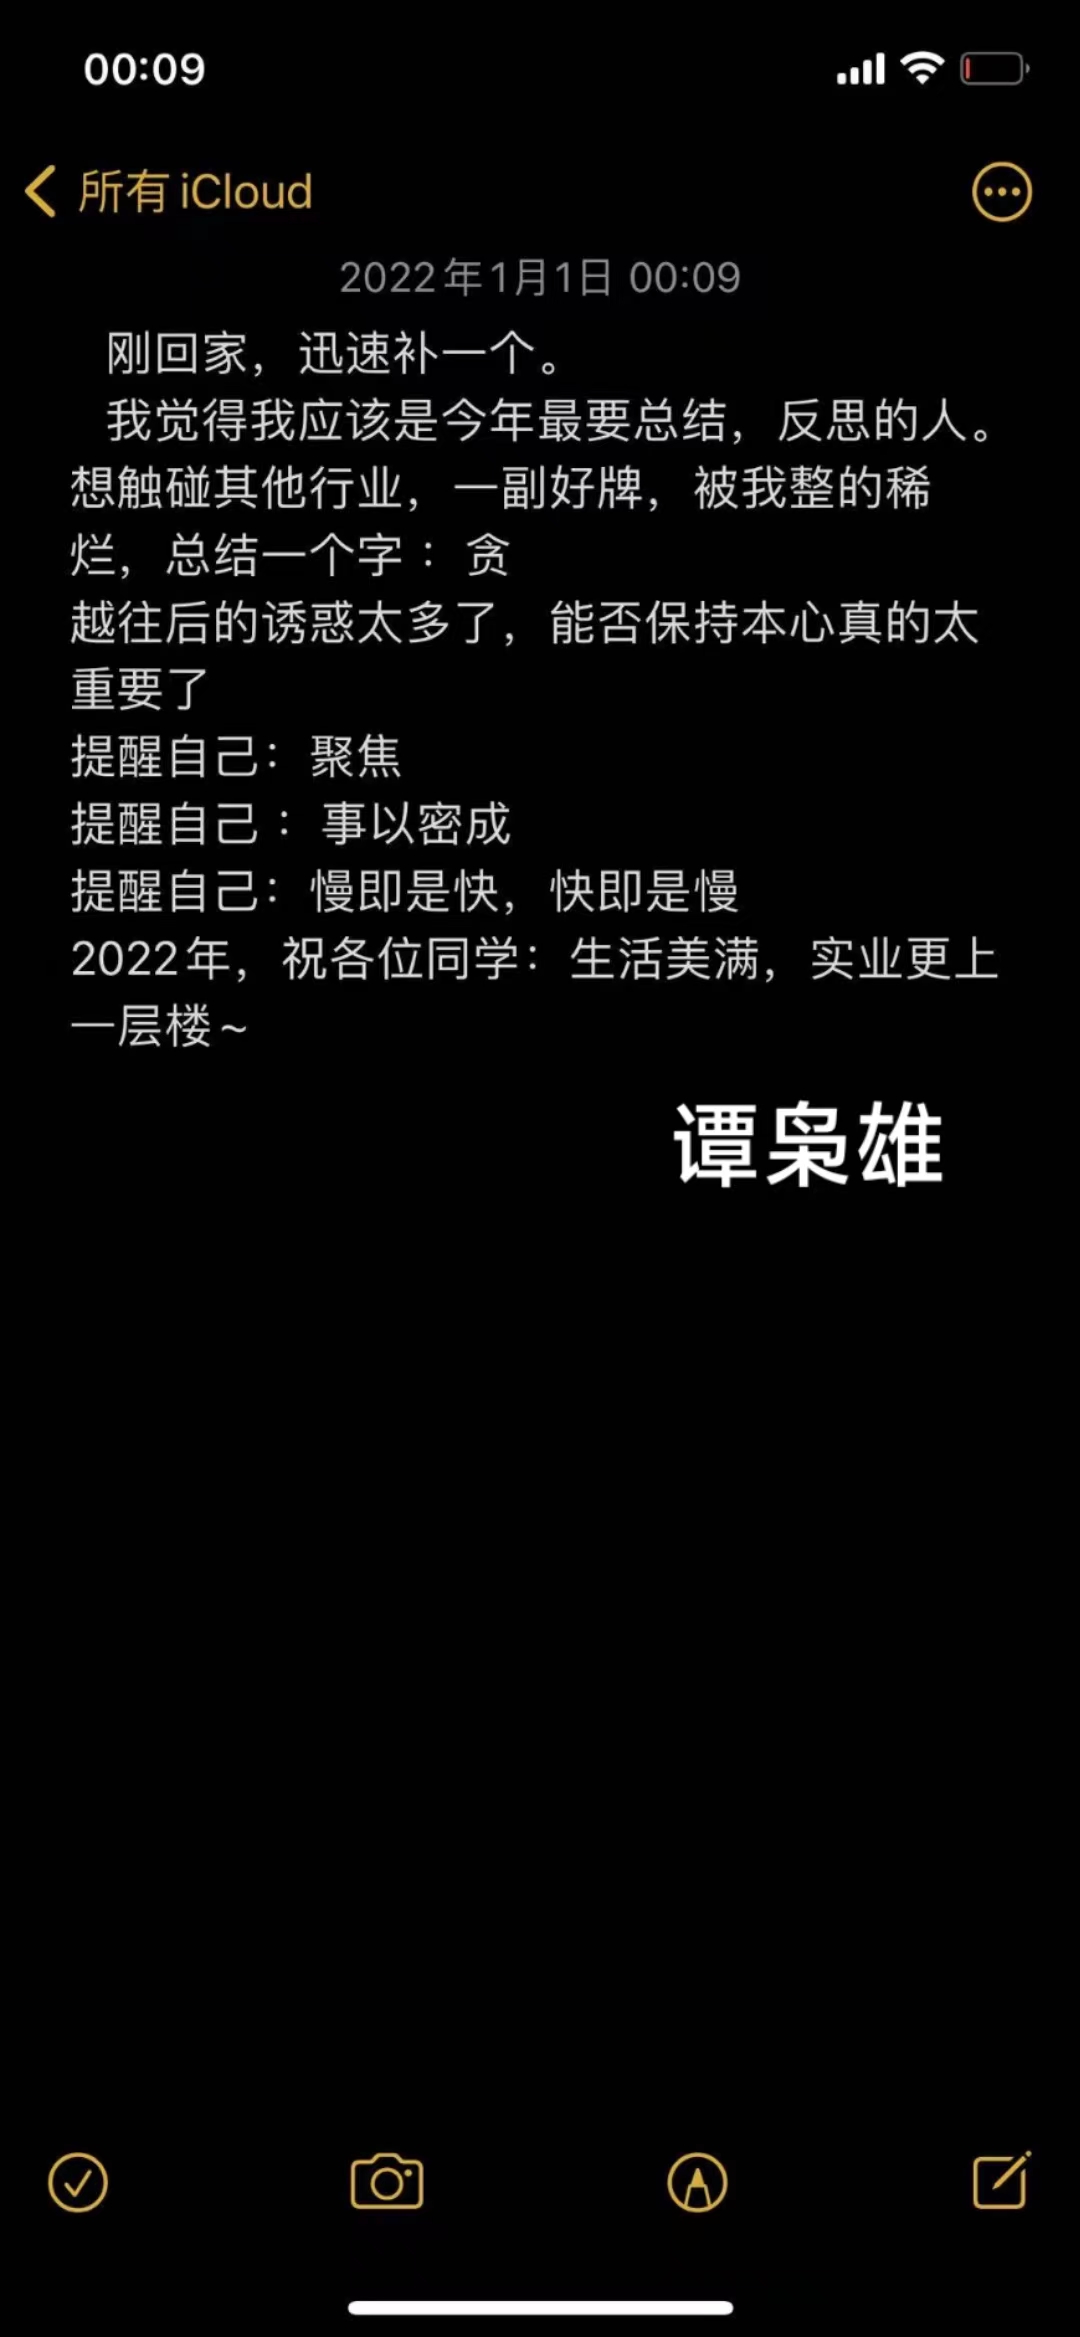 00:09
所有 iCloud
2022年1月1日 00:09
刚回家，迅速补一个。
我觉得我应该是今年最要总结，反思的人。
想触碰其他行业，一副好牌，被我整的稀
烂，总结一个字：贪
越往后的诱惑太多了，能否保持本心真的太
重要了
提醒自己：聚焦
提醒自己：事以密成
提醒自己：慢即是快，快即是慢
2022年，祝各位同学：生活美满，实业更上
一层楼~
谭枭雄